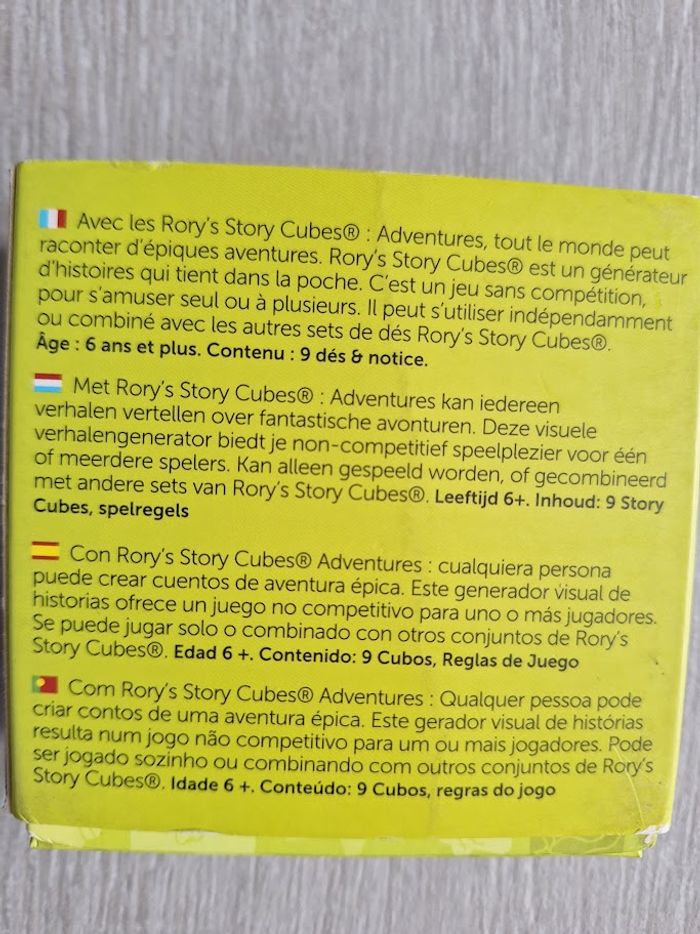 Avec les Rory's Story Cubes® : Adventures, tout le monde peut
raconter d'épiques aventures. Rory's Story Cubes® est un générateur
d'histoires qui tient dans la poche. C'est un jeu sans compétition,
pour s'amuser seul ou à plusieurs. Il peut s'utiliser indépendamment
ou combiné avec les autres sets de dés Rory's Story Cubes®.
Âge : 6 ans et plus. Contenu : 9 dés & notice.
Met Rory's Story Cubes® : Adventures kan iedereen
verhalen vertellen over fantastische avonturen. Deze visuele
verhalengenerator biedt je non-competitief speelplezier voor één
of meerdere spelers. Kan alleen gespeeld worden, of gecombineerd
met andere sets van Rory's Story Cubes®. Leeftijd 6+. Inhoud: 9 Story
Cubes, spelregels
Con Rory's Story Cubes® Adventures : cualquiera persona
puede crear cuentos de aventura épica. Este generador visual de
historias ofrece un juego no competitivo para uno o más jugadores.
Se puede jugar solo o combinado con otros conjuntos de Rory's
Story Cubes®. Edad 6 +. Contenido: 9 Cubos, Reglas de Juego
Com Rory's Story Cubes® Adventures : Qualquer pessoa pode
criar contos de uma aventura épica. Este gerador visual de histórias
resulta num jogo não competitivo para um ou mais jogadores. Pode
ser jogado sozinho ou combinando com outros conjuntos de Rory's
Story Cubes®. Idade 6 +. Conteúdo: 9 Cubos, regras do jogo